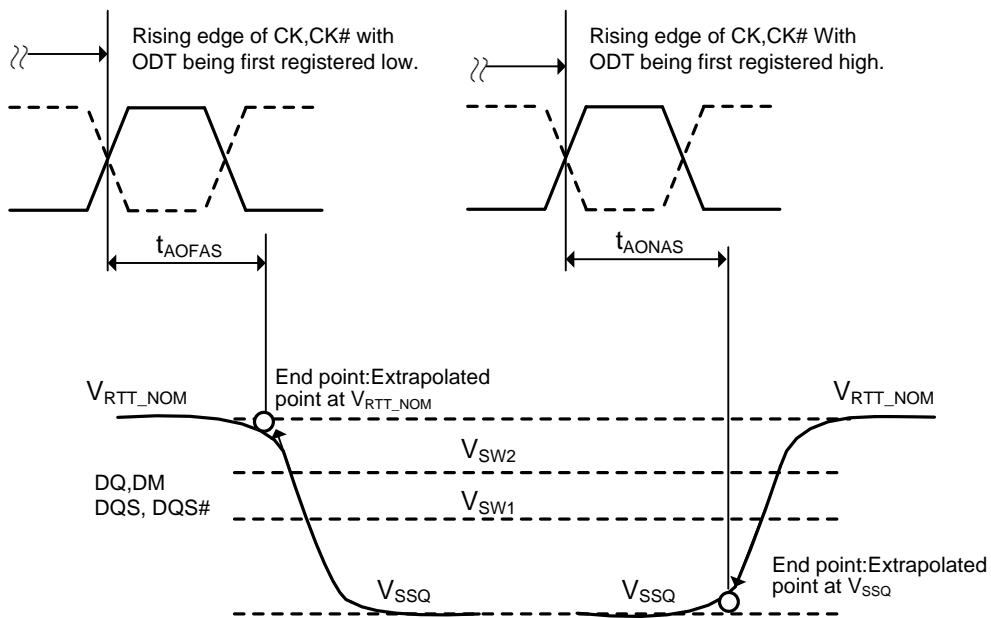 Rising edge of CK,CK# with
ODT being first registered low.
Rising edge of CK,CK# With
ODT being first registered high.
tAOFAS
tAONAS
End point:Extrapolated
point at VRTT_NOM
VRTT_NOM
VRTT_NOM
VSW2
DQ,DM
DQS, DQS#
VSW1
End point:Extrapolated
point at VSSQ
VSSQ
VSSQ